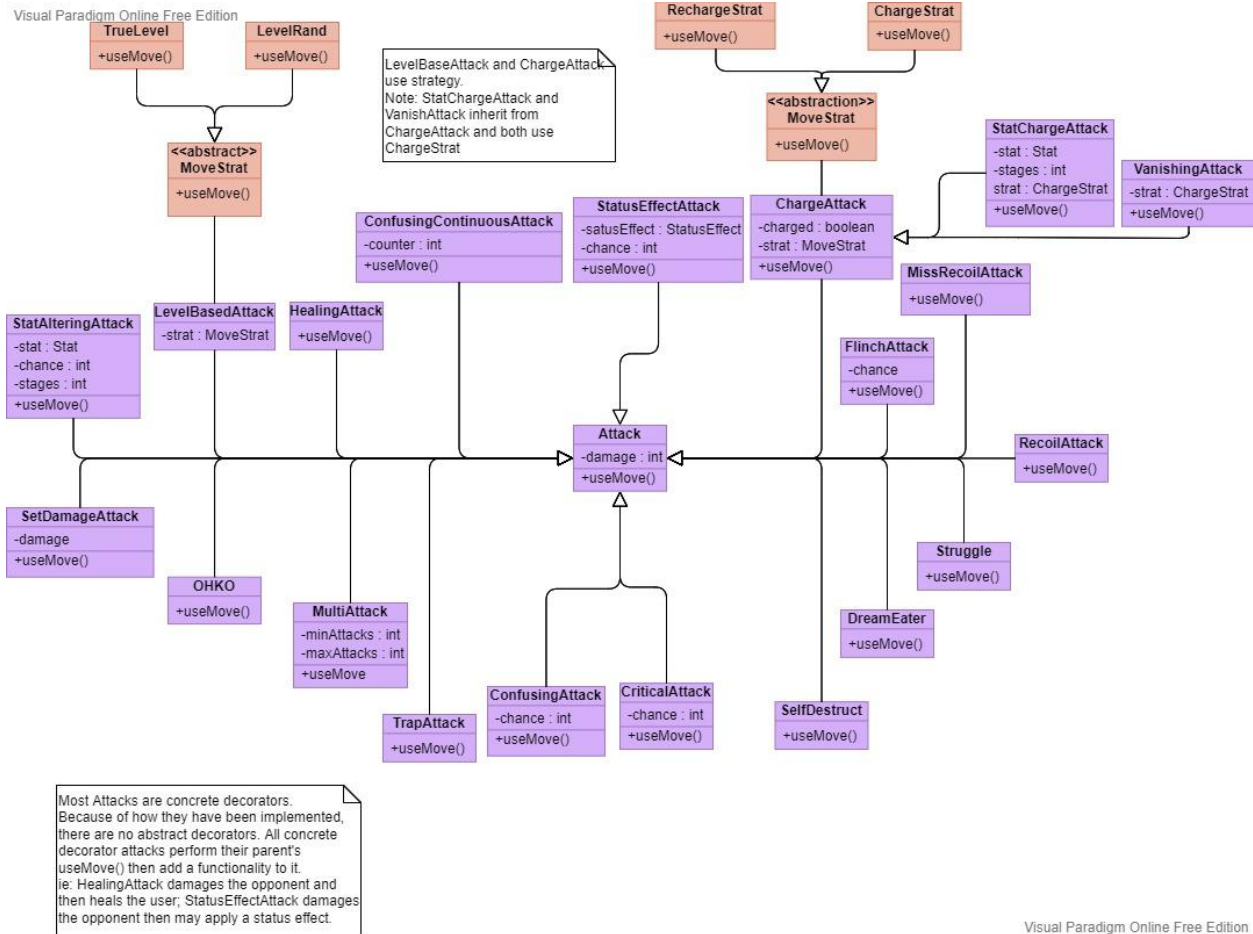 Visual Paradigm Online Free Edition
TrueLevel
+useMove()
LevelRand
+useMove()
<<abstract>>
MoveStrat
+useMove()
LevelBaseAttack and ChargeAttack
use strategy.
Note: StatChargeAttack and
VanishAttack inherit from
ChargeAttack and both use
ChargeStrat
RechargeStrat
+useMove()
ChargeStrat
+useMove()
<<abstraction>>
MoveStrat
+useMove()
StatChargeAttack
-stat : Stat
-stages : int
strat : ChargeStrat
+useMove()
VanishingAttack
-strat : ChargeStrat
+useMove()
ConfusingContinuousAttack
-counter : int
+useMove()
StatusEffectAttack
-satusEffect : StatusEffect
-chance : int
+useMove()
ChargeAttack
-charged : boolean
-strat : MoveStrat
+useMove()
MissRecoilAttack
+useMove()
StatAlteringAttack
-stat : Stat
-chance : int
-stages : int
+useMove()
LevelBasedAttack
-strat : MoveStrat
HealingAttack
+useMove()
FlinchAttack
-chance
+useMove()
Attack
-damage : int
+useMove()
RecoilAttack
+useMove()
SetDamageAttack
-damage
+useMove()
OHKO
+useMove()
MultiAttack
-minAttacks : int
-maxAttacks : int
+useMove
TrapAttack
+useMove()
ConfusingAttack
-chance : int
+useMove()
CriticalAttack
-chance : int
+useMove()
SelfDestruct
+useMove()
DreamEater
+useMove()
Struggle
+useMove()
Most Attacks are concrete decorators.
Because of how they have been implemented,
there are no abstract decorators. All concrete
decorator attacks perform their parent's
useMove() then add a functionality to it.
ie: HealingAttack damages the opponent and
then heals the user; StatusEffectAttack damages
the opponent then may apply a status effect.
Visual Paradigm Online Free Edition